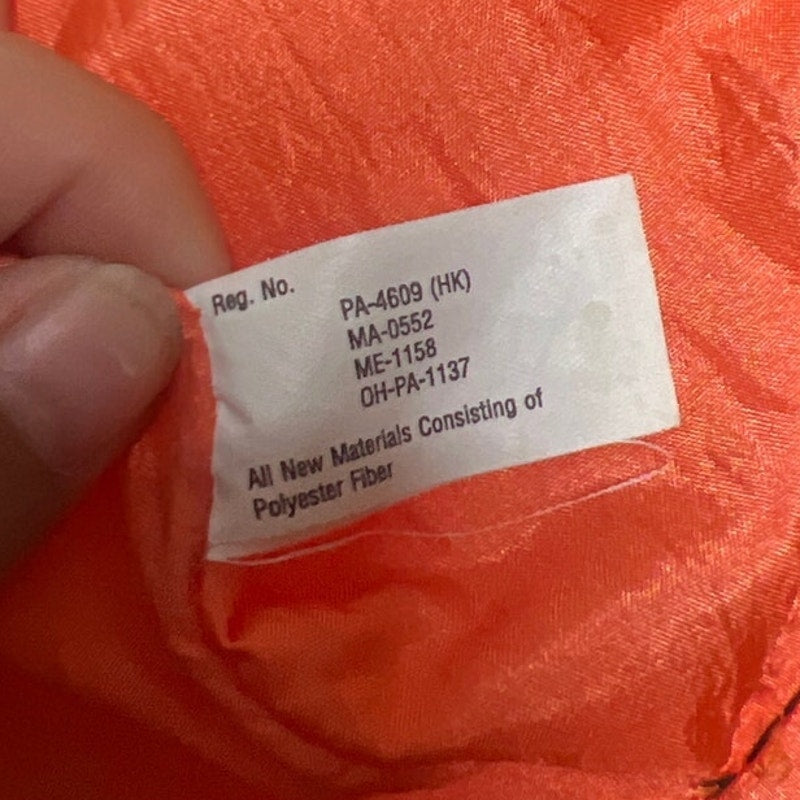 Reg. No.
PA-4609 (HK)
MA-0552
ME-1158
OH-PA-1137
All New Materials Consisting of
Polyester Fiber